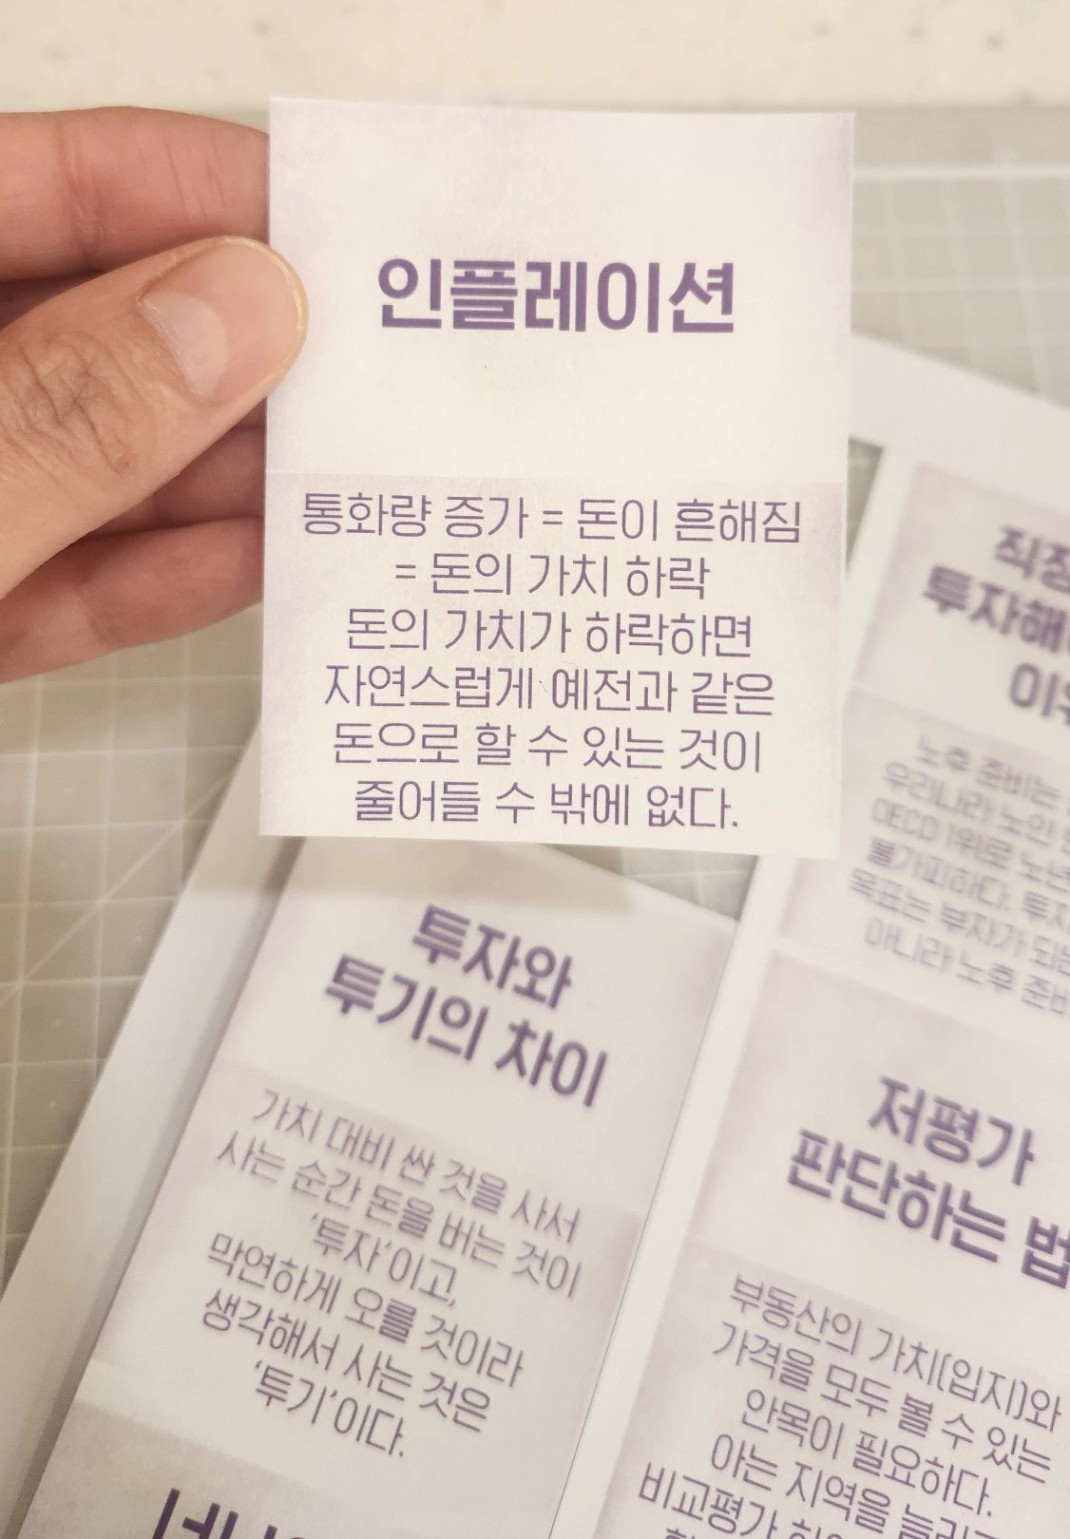 인플레이션
통화량 증가 = 돈이 흔해짐
= 돈의 가치 하락
돈의 가치가 하락하면
자연스럽게 예전과 같은
돈으로 할 수 있는 것이
줄어들 수 밖에 없다.
투자와
투기의 차이
가치 대비 싼 것을 사서
사는 순간 돈을 버는 것이
'투자'이고,
막연하게 오를 것이라
생각해서 사는 것은
'투기'이다.
투자해
노후 준비는
우리나라 노인
OECD 1위로
불가피하다.
목표는 부자가
아니라 노후
저평가
판단하는 법
부동산의 가치(입지)와
가격을 모두 볼 수 있는
안목이 필요하다.
아는 지역을
비교평가